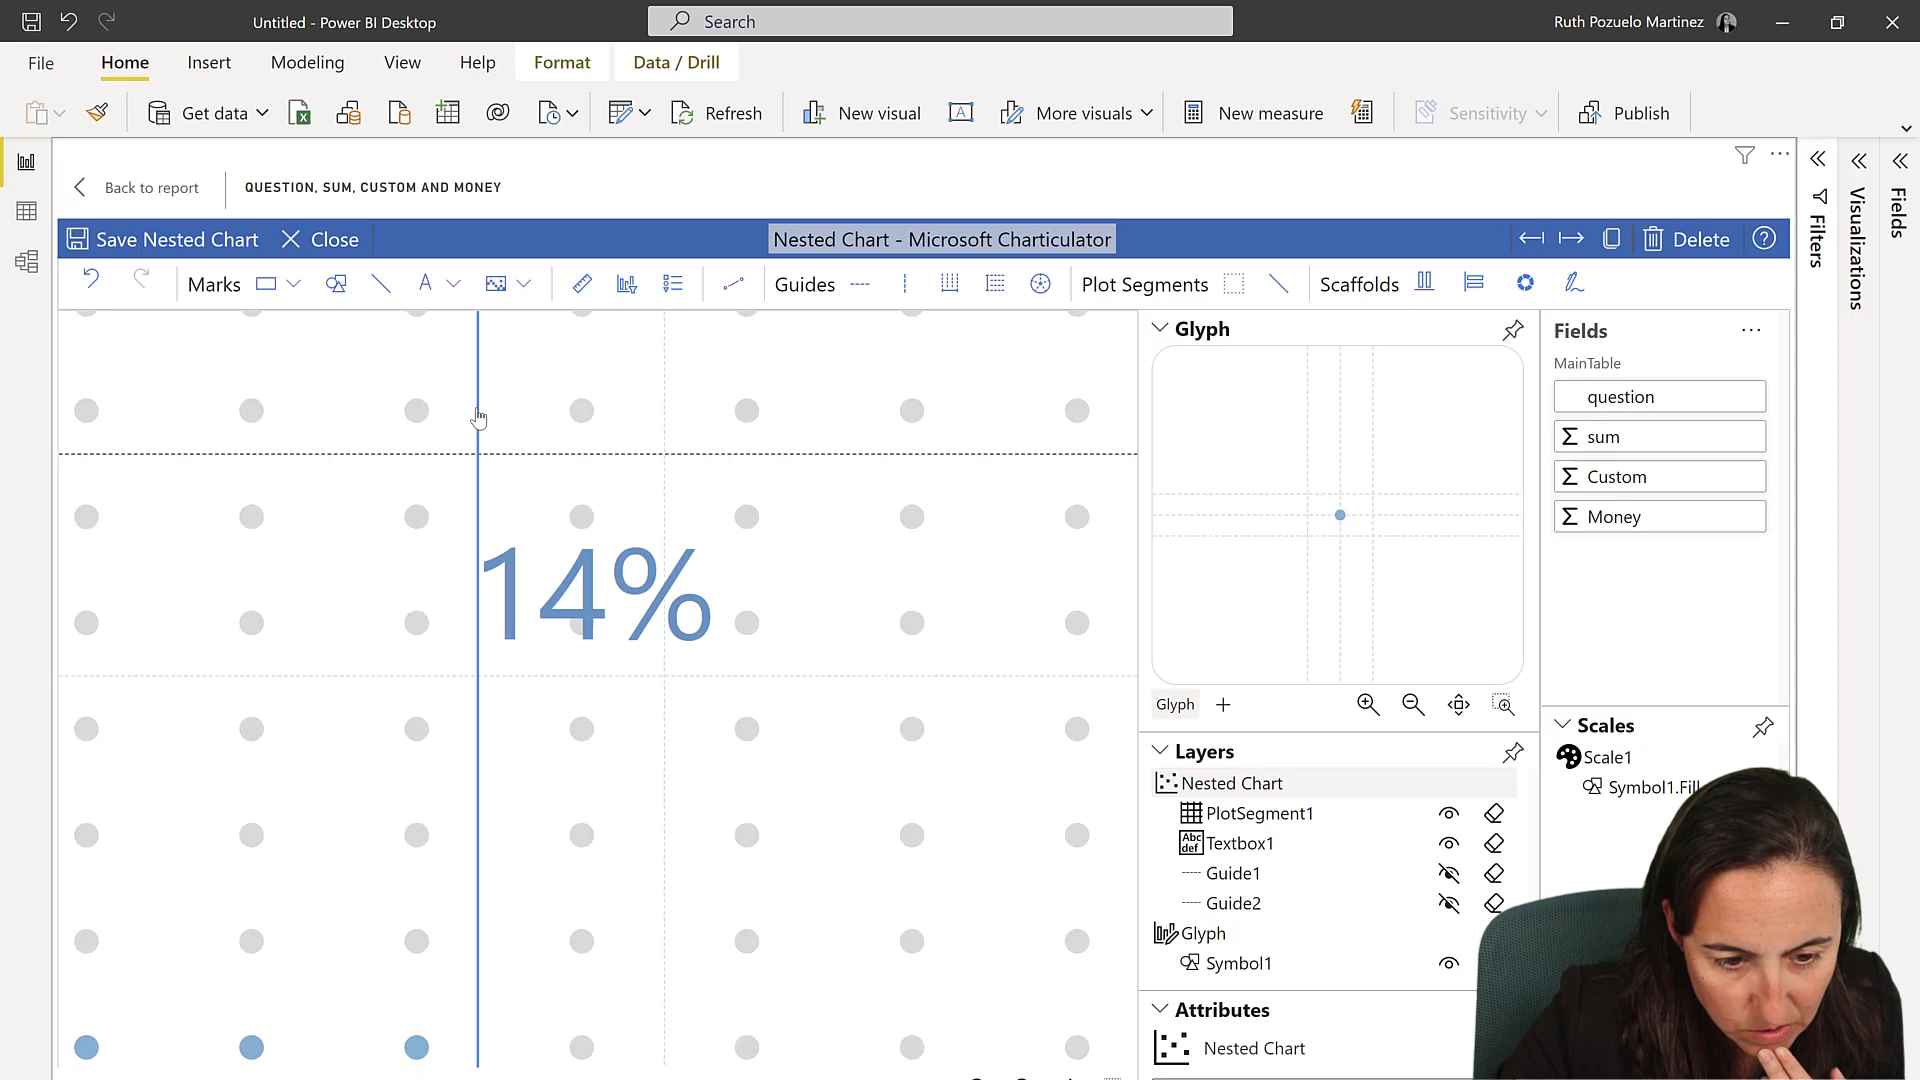 Untitled - Power BI Desktop
Search
Ruth Pozuelo Martinez
File
Home
Insert
Modeling
View
Help
Format
Data / Drill
Get data
Refresh
New visual
A
More visuals
New measure
Sensitivity
Publish
Back to report
QUESTION, SUM, CUSTOM AND MONEY
Save Nested Chart
Close
Nested Chart - Microsoft Charticulator
Delete
Marks
A
Guides
Plot Segments
Scaffolds
Filters
Visualizations
Fields
14%
Glyph
Glyph
Layers
Nested Chart
PlotSegment1
Abc def
Textbox1
Guide1
Guide2
Glyph
Symbol1
Attributes
Nested Chart
Fields
MainTable
question
Σ sum
Σ Custom
Σ Money
Scales
Scale1
Symbol1.Fill